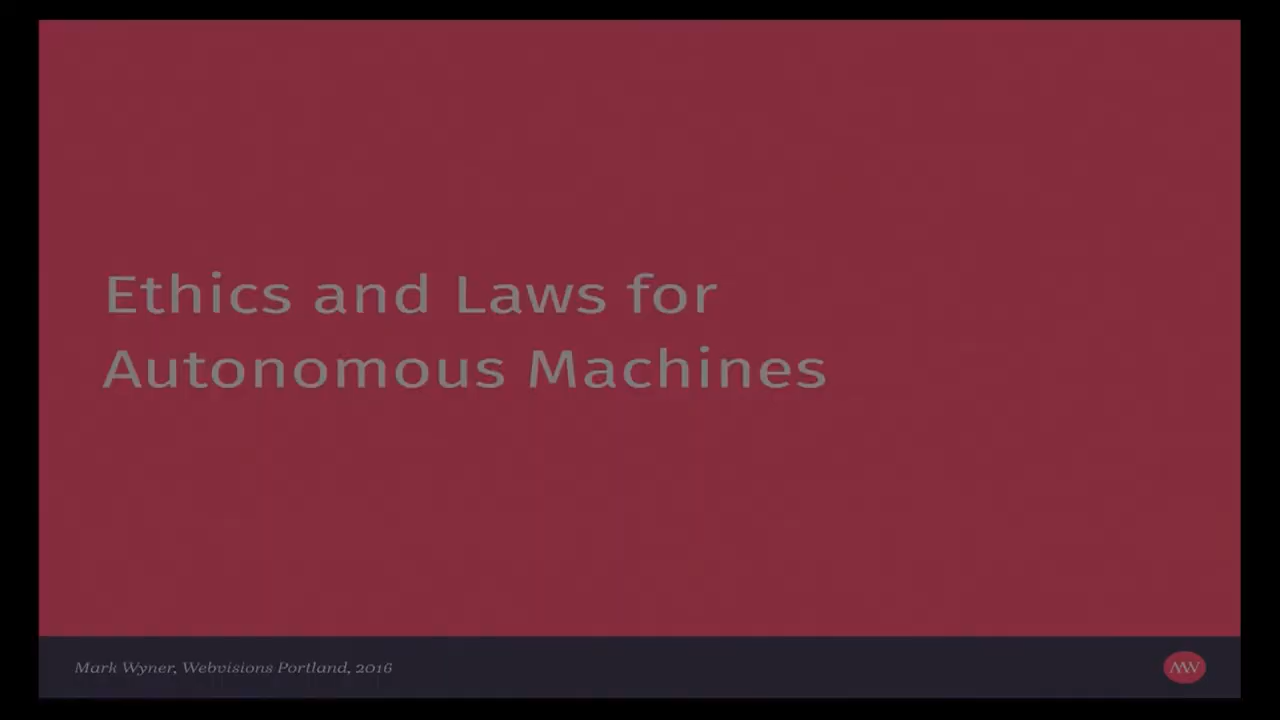 Ethics and Laws for
Autonomous Machines
Mark Wyner, Webvisions Portland, 2016
MW